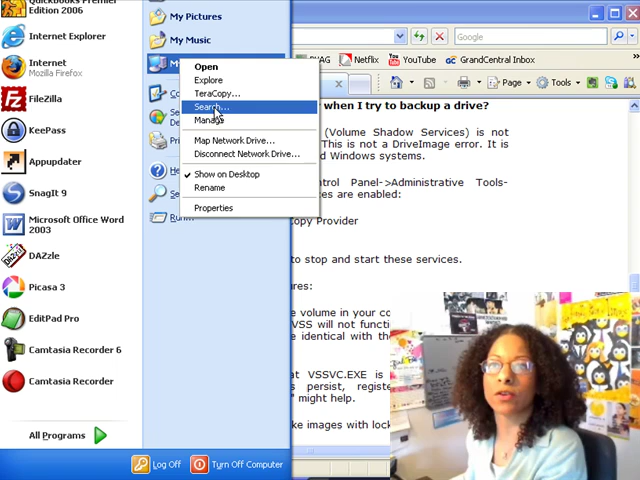 QuickBooks Premier
Edition 2006
Internet Explorer
Internet
Mozilla Firefox
FileZilla
KeePass
Appupdater
SnagIt 9
Microsoft Office Word
2003
DAZzle
Picasa 3
EditPad Pro
Camtasia Recorder 6
Camtasia Recorder
All Programs
My Pictures
My Music
Open
Explore
TeraCopy...
Search...
Manage
Map Network Drive...
Disconnect Network Drive...
Show on Desktop
Rename
Properties
Log Off
Turn Off Computer
Google
Netflix
YouTube
GrandCentral Inbox
Page
Tools
when I try to backup a drive?
(Volume Shadow Services) is not
This is not a DriveImage error. It is
d Windows systems.
trol Panel->Administrative Tools-
es are enabled:
opy Provider
to stop and start these services.
ures:
e volume in your co
VSS will not functi
e identical with the
at VSSVC.EXE is
persist, regist
" might help.
ke images with lock